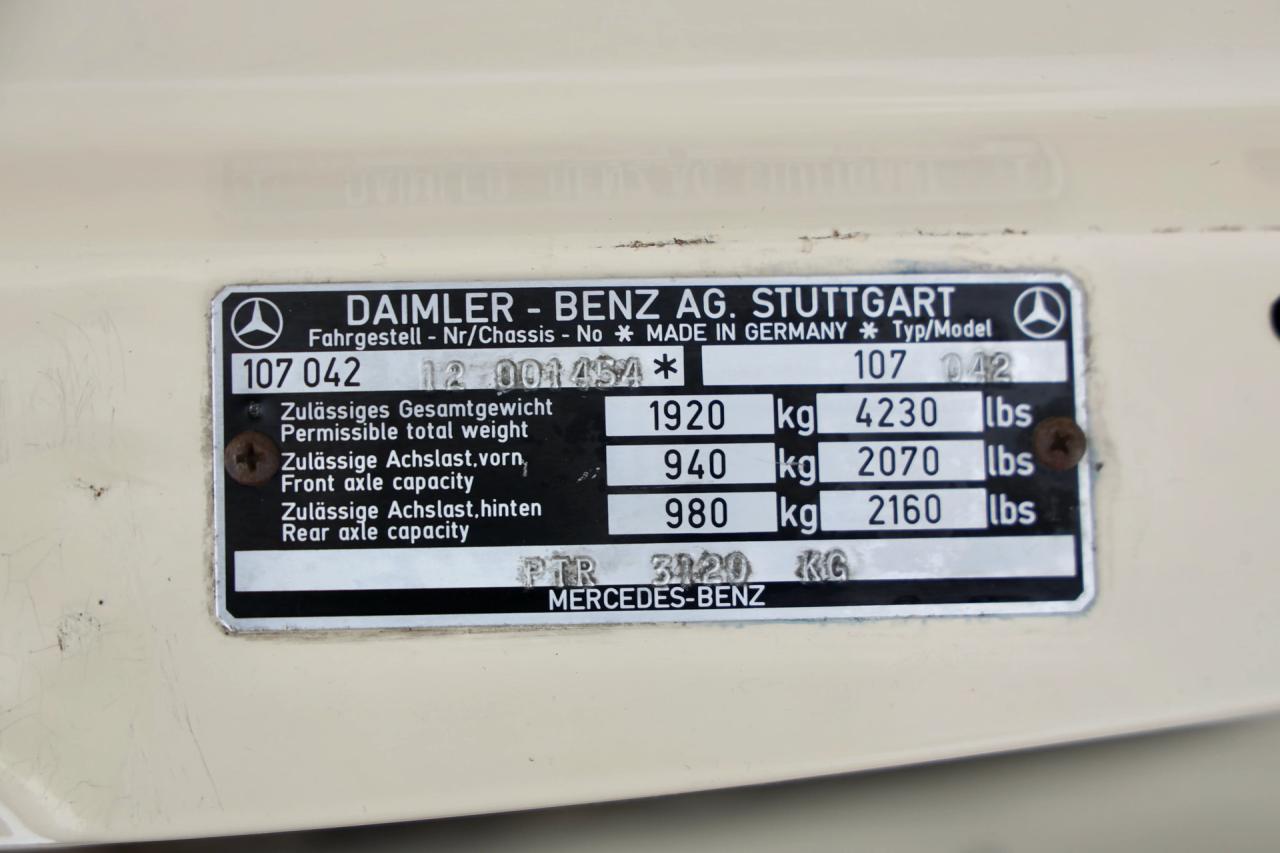 DAIMLER - BENZ AG. STUTTGART
Fahrgestell - Nr/Chassis - No * MADE IN GERMANY * Typ/Model
107 042 12 001454 * 107 042
Zulässiges Gesamtgewicht
Permissible total weight 1920 kg 4230 lbs
Zulässige Achslast,vorn,
Front axle capacity 940 kg 2070 lbs
Zulässige Achslast,hinten
Rear axle capacity 980 kg 2160 lbs
PTR 3120 KG
MERCEDES-BENZ